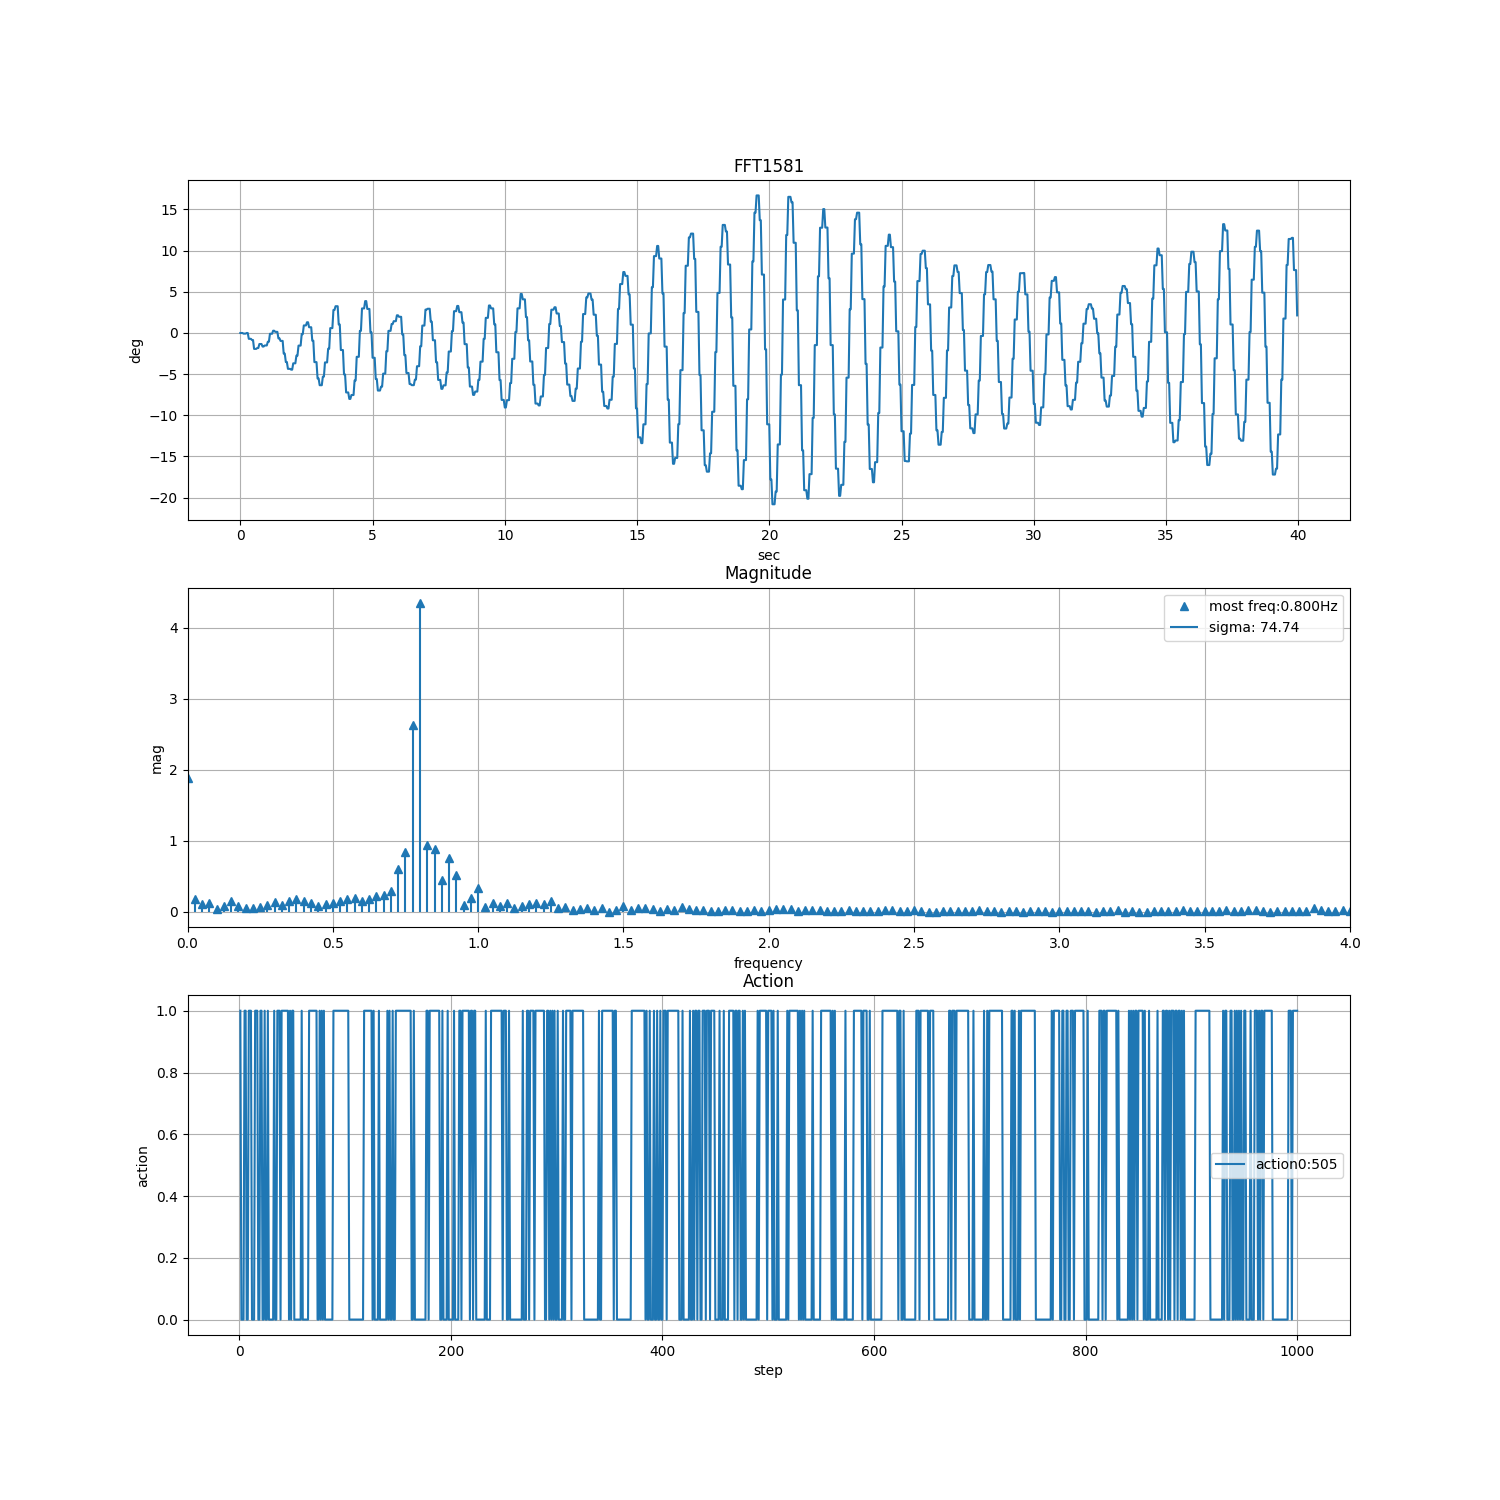 FFT1581
15
10
5
0
−5
−10
−15
−20
deg
0 5 10 15 20 25 30 35 40
sec
Magnitude
most freq:0.800Hz
sigma: 74.74
4
3
2
1
0
mag
0.0 0.5 1.0 1.5 2.0 2.5 3.0 3.5 4.0
frequency
Action
1.0
0.8
0.6
0.4
0.2
0.0
action
action0:505
0 200 400 600 800 1000
step